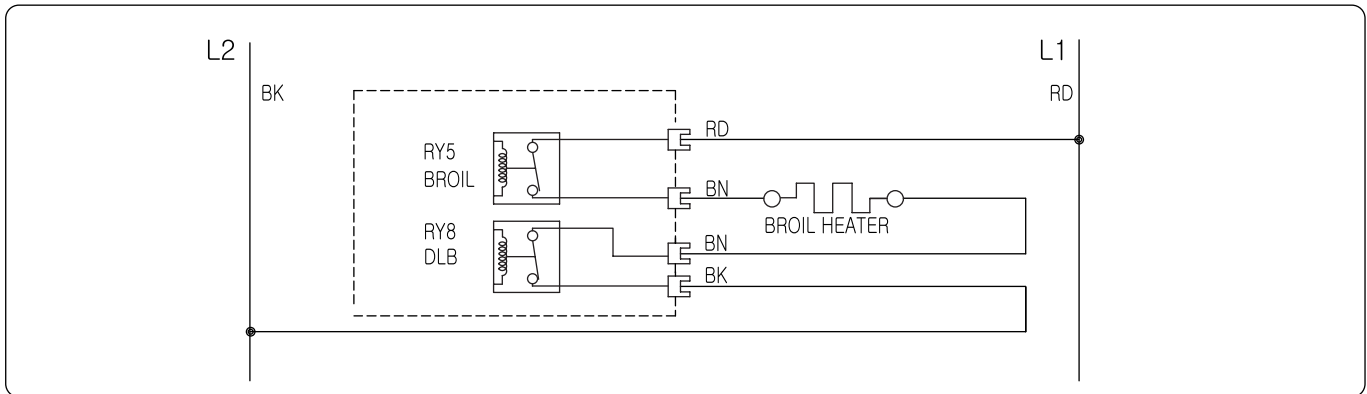 L2
L1
BK
RD
RY5
BROIL
RD
BN
BROIL HEATER
RY8
DLB
BN
BK